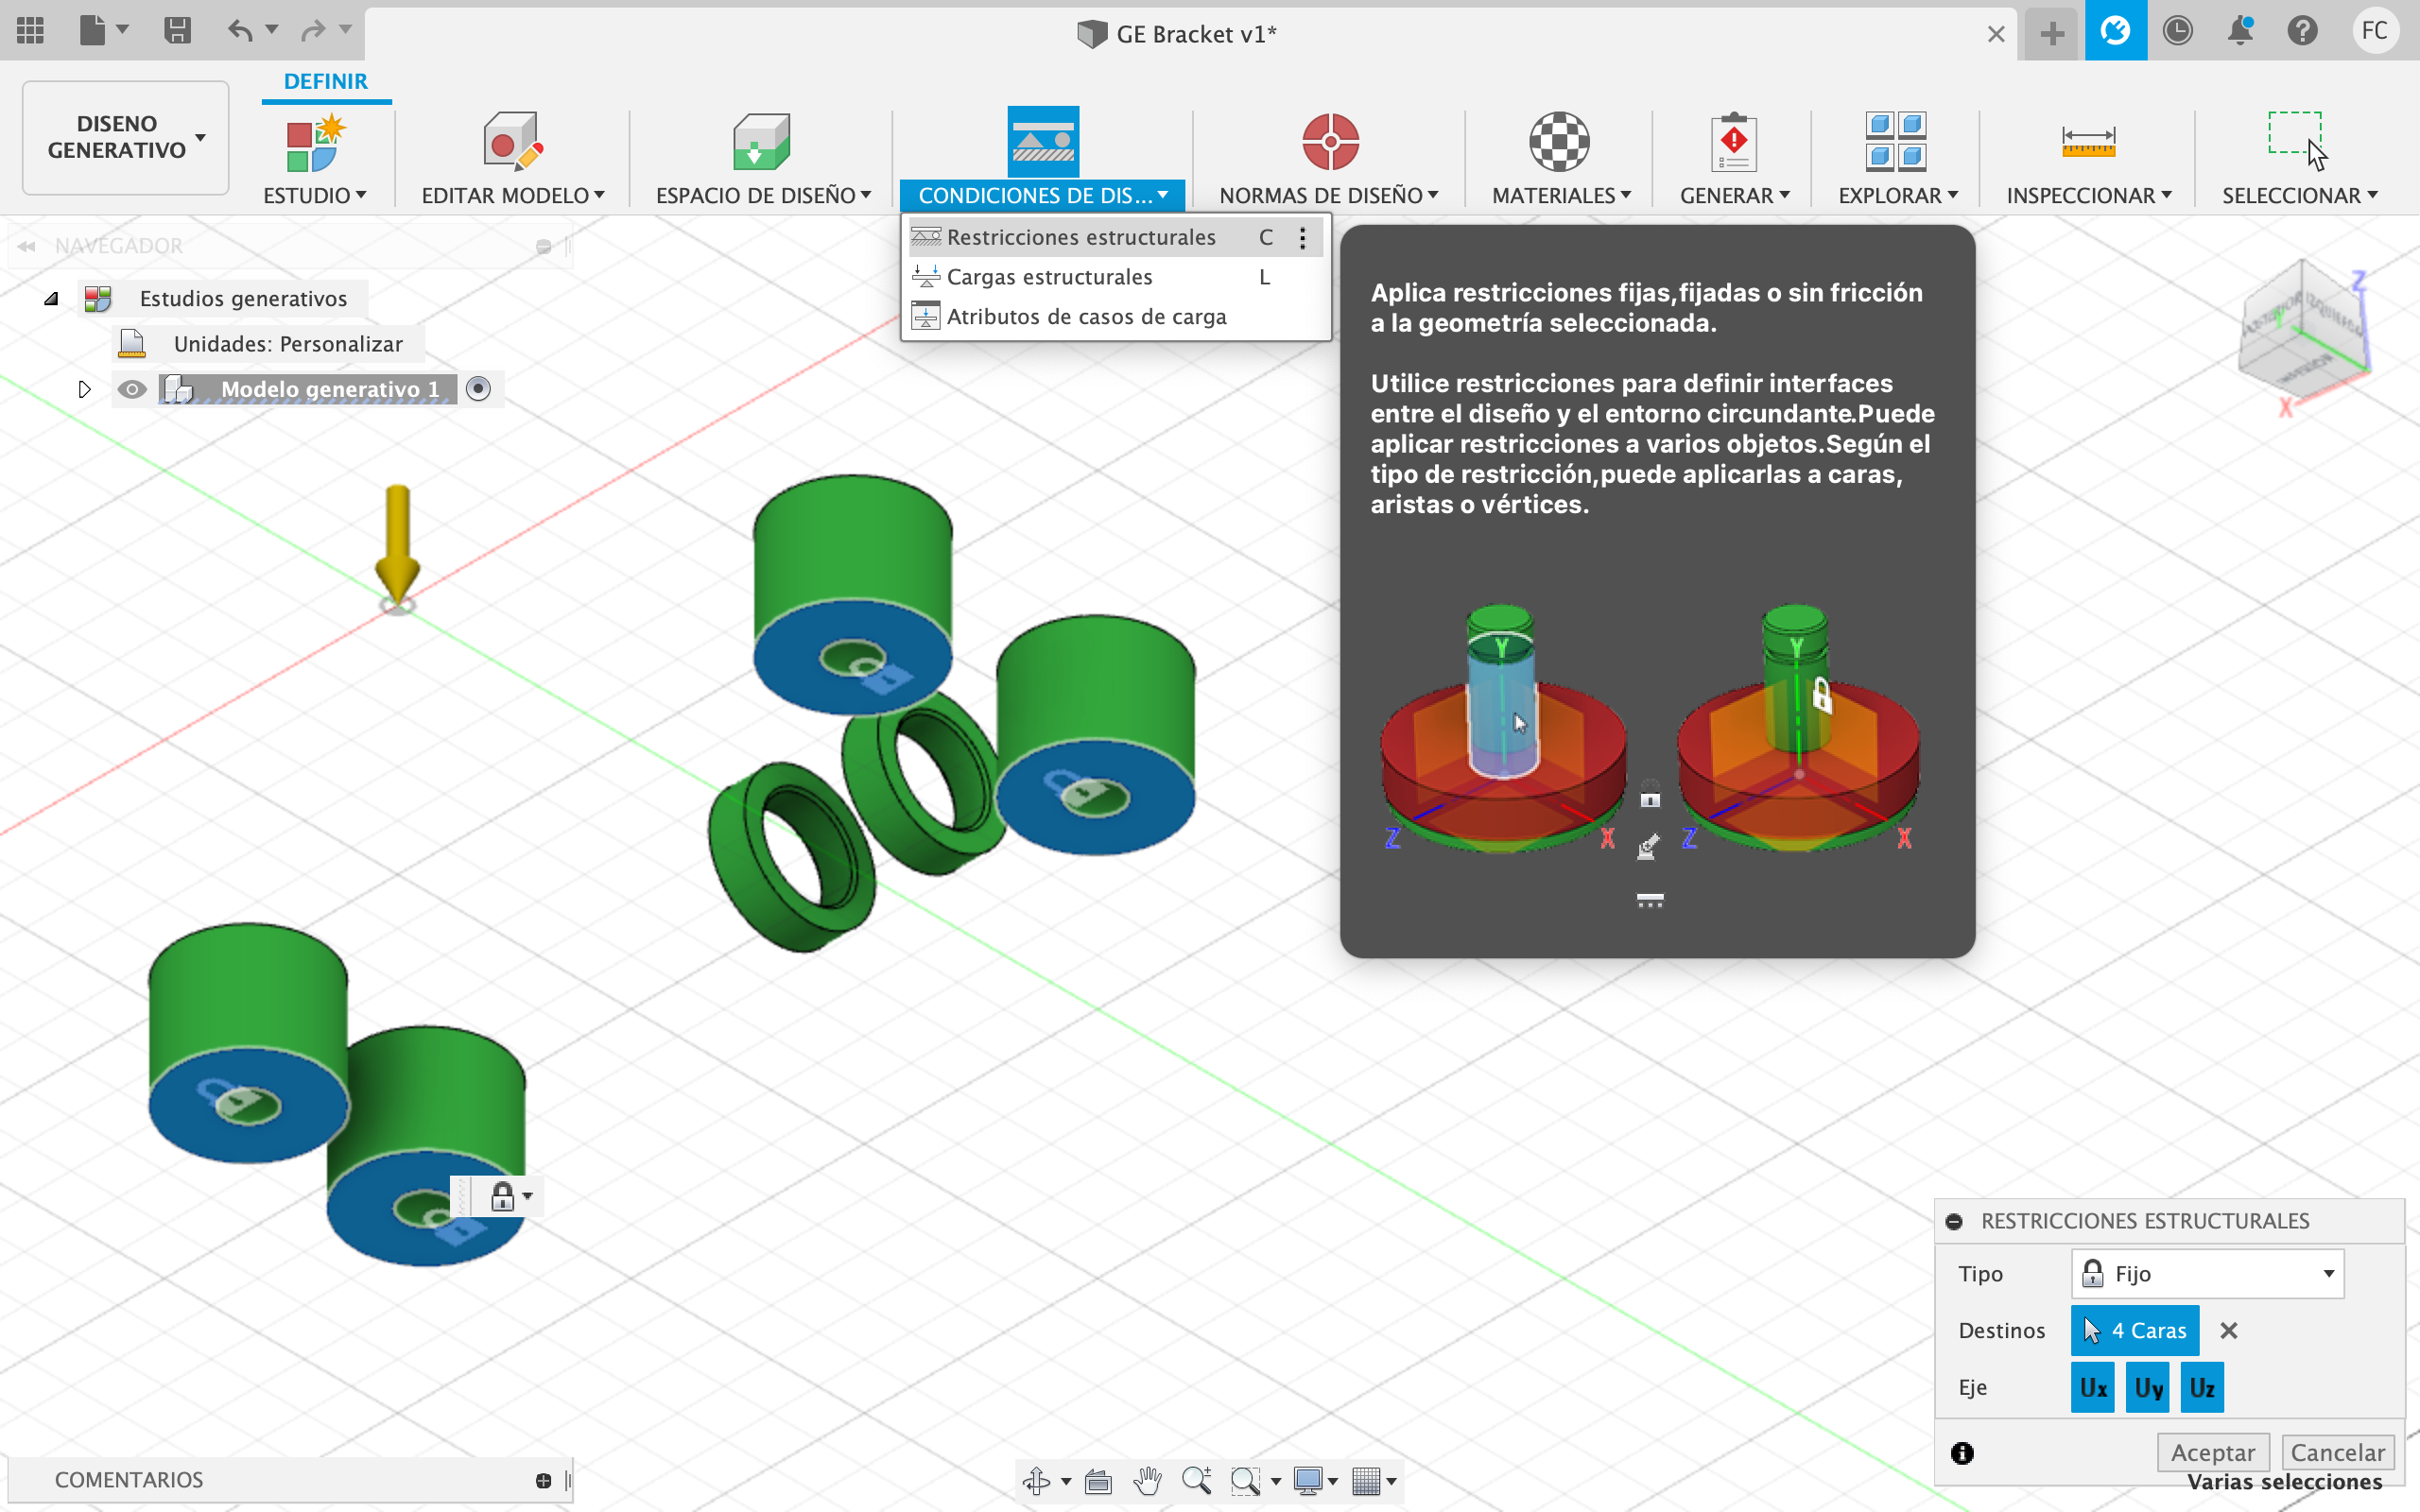 GE Bracket v1*
FC
DEFINIR
DISENO
GENERATIVO
ESTUDIO
EDITAR MODELO
ESPACIO DE DISEÑO
CONDICIONES DE DIS...
NORMAS DE DISEÑO
MATERIALES
GENERAR
EXPLORAR
INSPECCIONAR
SELECCIONAR
NAVEGADOR
Estudios generativos
Unidades: Personalizar
Modelo generativo 1
Restricciones estructurales C
Cargas estructurales L
Atributos de casos de carga
Aplica restricciones fijas,fijadas o sin fricción
a la geometría seleccionada.
Utilice restricciones para definir interfaces
entre el diseño y el entorno circundante.Puede
aplicar restricciones a varios objetos.Según el
tipo de restricción,puede aplicarlas a caras,
aristas o vértices.
Y
Y
Z
X
Z
X
Z
Y
X
RESTRICCIONES ESTRUCTURALES
Tipo Fijo
Destinos 4 Caras
Eje Ux Uy Uz
Aceptar Cancelar
Varias selecciones
COMENTARIOS